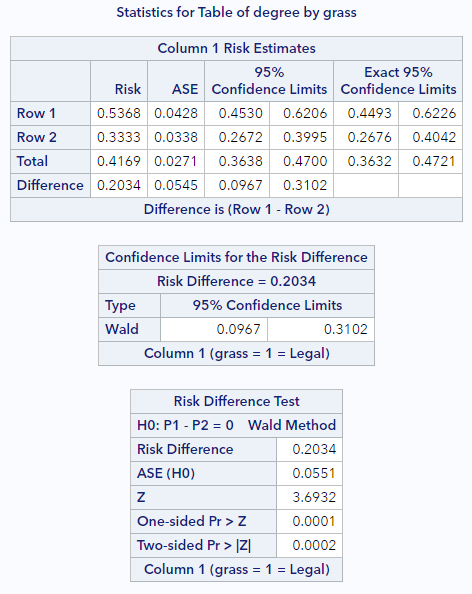 Statistics for Table of degree by grass
Column 1 Risk Estimates
Risk ASE 95% Confidence Limits Exact 95% Confidence Limits
Row 1 0.5368 0.0428 0.4530 0.6206 0.4493 0.6226
Row 2 0.3333 0.0338 0.2672 0.3995 0.2676 0.4042
Total 0.4169 0.0271 0.3638 0.4700 0.3632 0.4721
Difference 0.2034 0.0545 0.0967 0.3102
Difference is (Row 1 - Row 2)
Confidence Limits for the Risk Difference
Risk Difference = 0.2034
Type 95% Confidence Limits
Wald 0.0967 0.3102
Column 1 (grass = 1 = Legal)
Risk Difference Test
H0: P1 - P2 = 0 Wald Method
Risk Difference 0.2034
ASE (H0) 0.0551
Z 3.6932
One-sided Pr > Z 0.0001
Two-sided Pr > |Z| 0.0002
Column 1 (grass = 1 = Legal)